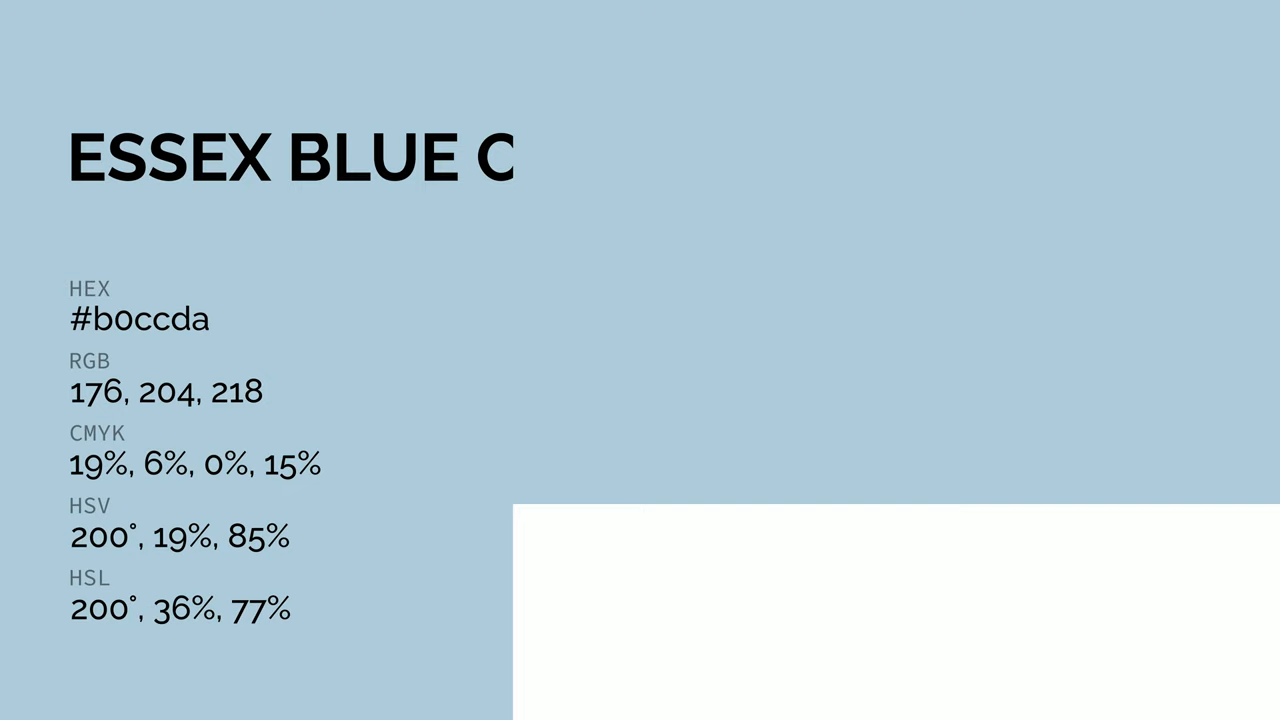 ESSEX BLUE C
HEX
#b0ccda
RGB
176, 204, 218
CMYK
19%, 6%, 0%, 15%
HSV
200°, 19%, 85%
HSL
200°, 36%, 77%